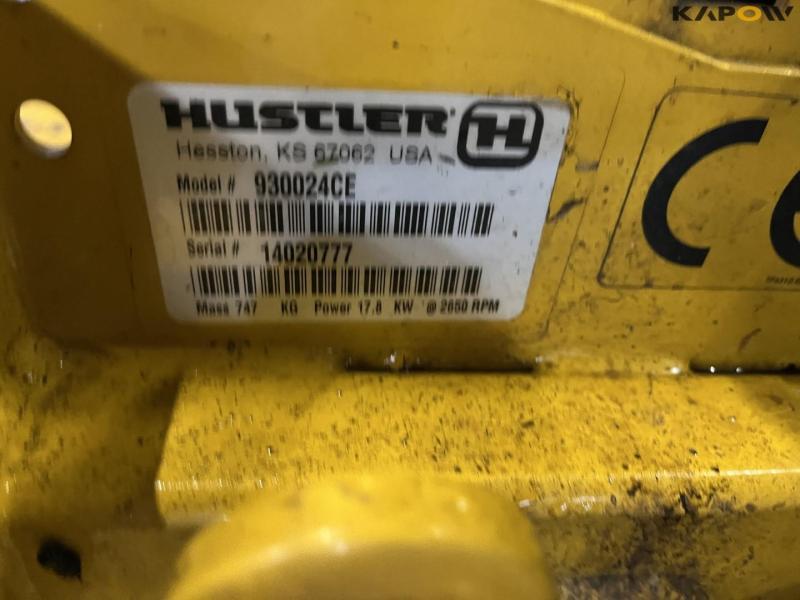 KAPOW
HUSTLER H
Hesston, KS 67062 USA
Model # 930024CE
Serial # 14020777
Mass 747 KG Power 17.8 KW @ 2650 RPM
CE